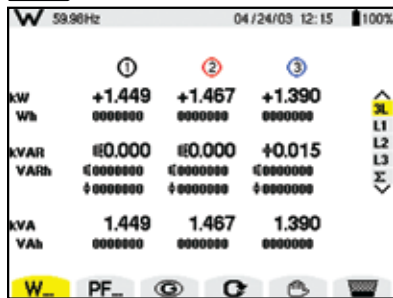 W 59.98Hz 04/24/03 12:15 100%
1 2 3
kW +1.449 +1.467 +1.390
Wh 0000000 0000000 0000000
kVAR 0.000 0.000 +0.015
VARh 0000000 0000000 0000000
0000000 0000000 0000000
kVA 1.449 1.467 1.390
VAh 0000000 0000000 0000000
3L
L1
L2
L3
Σ
W... PF... G